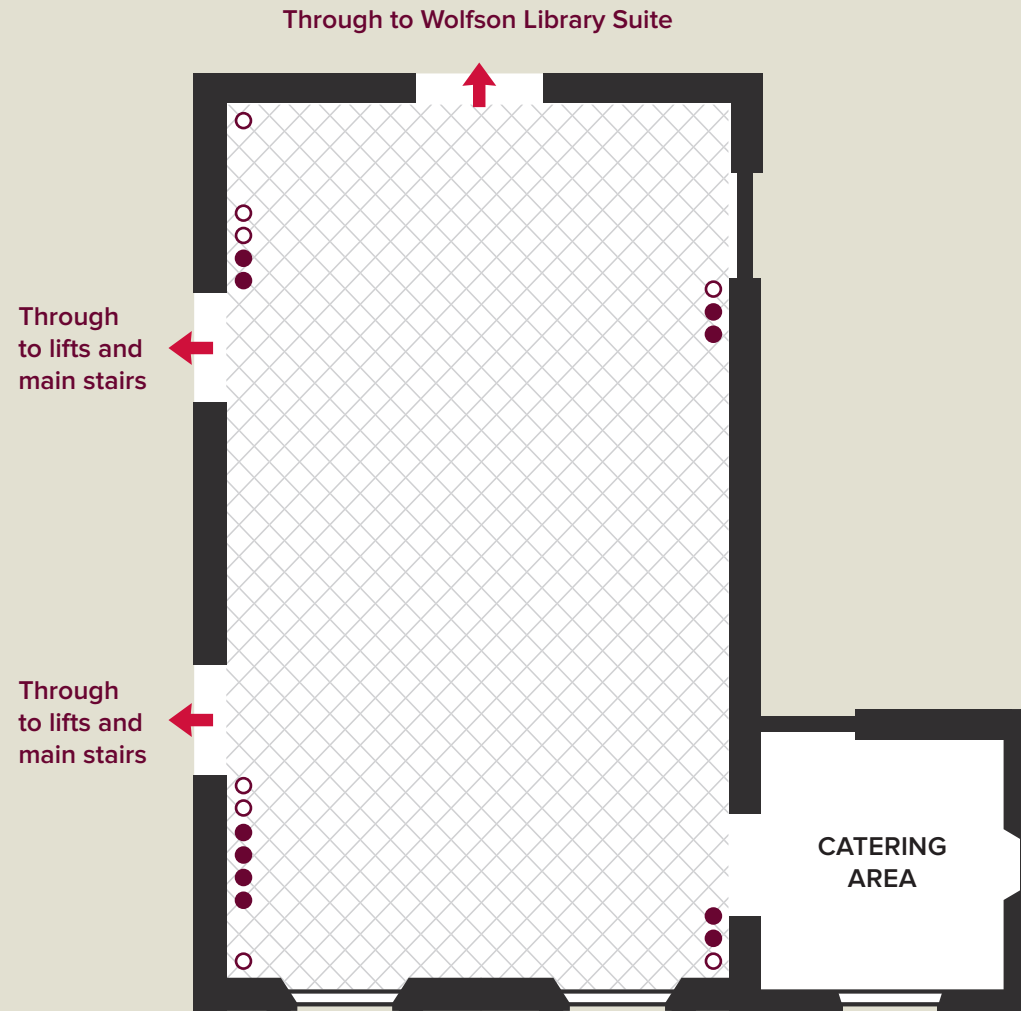 Through to Wolfson Library Suite
Through
to lifts and
main stairs
Through
to lifts and
main stairs
CATERING
AREA